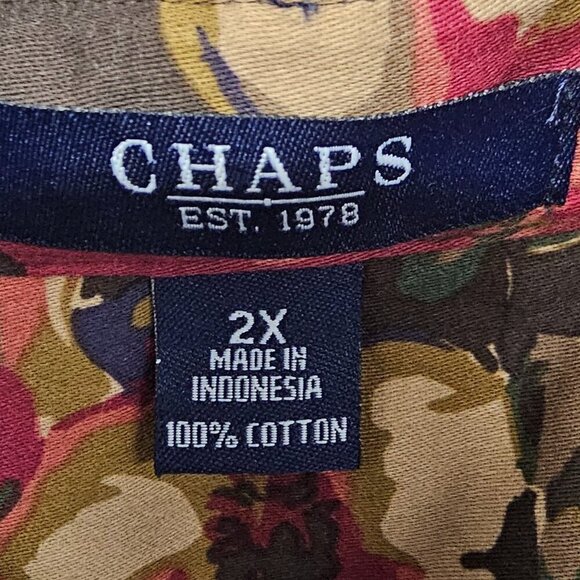 CHAPS
EST. 1978
2X
MADE IN
INDONESIA
100% COTTON